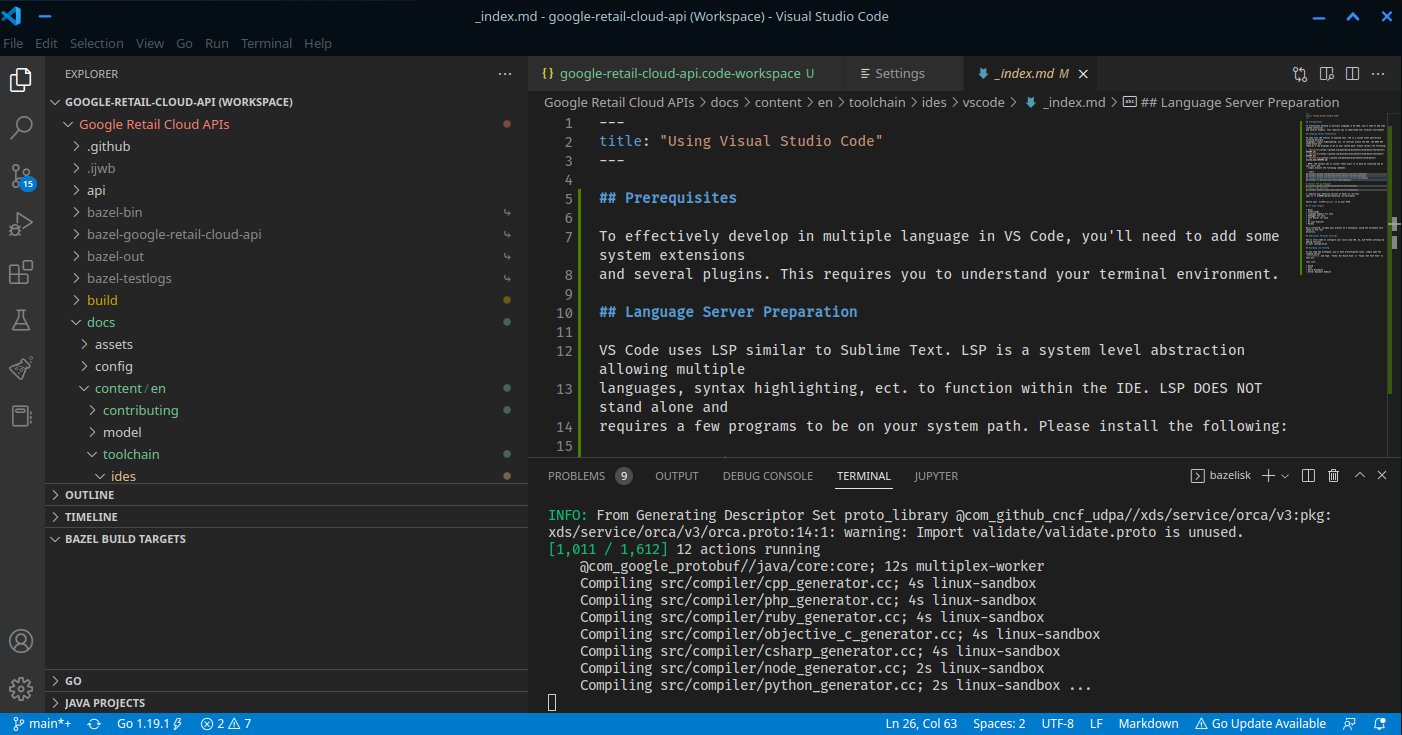 _index.md - google-retail-cloud-api (Workspace) - Visual Studio Code
File Edit Selection View Go Run Terminal Help
EXPLORER
GOOGLE-RETAIL-CLOUD-API (WORKSPACE)
Google Retail Cloud APIs
.github
.ijwb
api
bazel-bin
bazel-google-retail-cloud-api
bazel-out
bazel-testlogs
build
docs
assets
config
content / en
contributing
model
toolchain
ides
OUTLINE
TIMELINE
BAZEL BUILD TARGETS
GO
JAVA PROJECTS
15
{} google-retail-cloud-api.code-workspace U Settings _index.md M
Google Retail Cloud APIs > docs > content > en > toolchain > ides > vscode > _index.md > ## Language Server Preparation
1 ---
2 title: "Using Visual Studio Code"
3 ---
4
5 ## Prerequisites
6
7 To effectively develop in multiple language in VS Code, you'll need to add some
system extensions
8 and several plugins. This requires you to understand your terminal environment.
9
10 ## Language Server Preparation
11
12 VS Code uses LSP similar to Sublime Text. LSP is a system level abstraction
allowing multiple
13 languages, syntax highlighting, ect. to function within the IDE. LSP DOES NOT
stand alone and
14 requires a few programs to be on your system path. Please install the following:
15
PROBLEMS 9 OUTPUT DEBUG CONSOLE TERMINAL JUPYTER bazelisk
INFO: From Generating Descriptor Set proto_library @com_github_cncf_udpa//xds/service/orca/v3:pkg:
xds/service/orca/v3/orca.proto:14:1: warning: Import validate/validate.proto is unused.
[1,011 / 1,612] 12 actions running
@com_google_protobuf//java/core:core; 12s multiplex-worker
Compiling src/compiler/cpp_generator.cc; 4s linux-sandbox
Compiling src/compiler/php_generator.cc; 4s linux-sandbox
Compiling src/compiler/ruby_generator.cc; 4s linux-sandbox
Compiling src/compiler/objective_c_generator.cc; 4s linux-sandbox
Compiling src/compiler/csharp_generator.cc; 4s linux-sandbox
Compiling src/compiler/node_generator.cc; 2s linux-sandbox
Compiling src/compiler/python_generator.cc; 2s linux-sandbox ...
main*+ Go 1.19.1 2 7 Ln 26, Col 63 Spaces: 2 UTF-8 LF Markdown Go Update Available